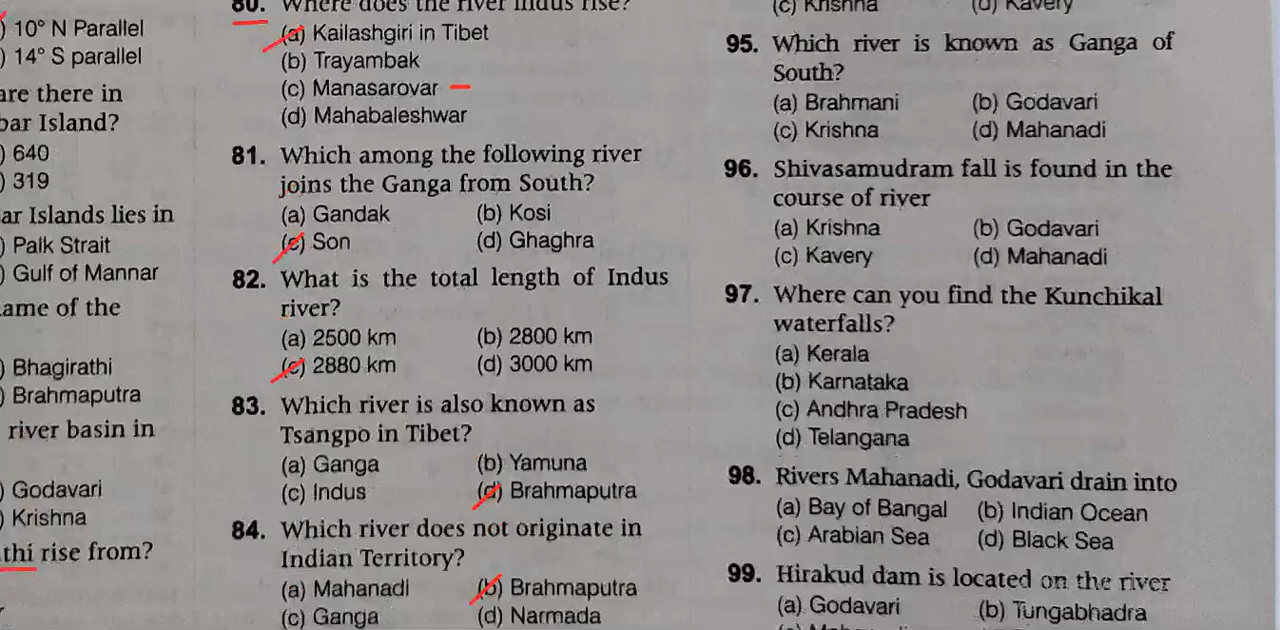 ) 10° N Parallel
) 14° S parallel
are there in
bar Island?
) 640
) 319
ar Islands lies in
) Palk Strait
) Gulf of Mannar
ame of the
) Bhagirathi
) Brahmaputra
river basin in
) Godavari
) Krishna
thi rise from?
80. Where does the river Indus rise?
(a) Kailashgiri in Tibet
(b) Trayambak
(c) Manasarovar
(d) Mahabaleshwar
81. Which among the following river
joins the Ganga from South?
(a) Gandak (b) Kosi
(c) Son (d) Ghaghra
82. What is the total length of Indus
river?
(a) 2500 km (b) 2800 km
(c) 2880 km (d) 3000 km
83. Which river is also known as
Tsangpo in Tibet?
(a) Ganga (b) Yamuna
(c) Indus (d) Brahmaputra
84. Which river does not originate in
Indian Territory?
(a) Mahanadi (b) Brahmaputra
(c) Ganga (d) Narmada
(c) Krishna (d) Kavery
95. Which river is known as Ganga of
South?
(a) Brahmani (b) Godavari
(c) Krishna (d) Mahanadi
96. Shivasamudram fall is found in the
course of river
(a) Krishna (b) Godavari
(c) Kavery (d) Mahanadi
97. Where can you find the Kunchikal
waterfalls?
(a) Kerala
(b) Karnataka
(c) Andhra Pradesh
(d) Telangana
98. Rivers Mahanadi, Godavari drain into
(a) Bay of Bangal (b) Indian Ocean
(c) Arabian Sea (d) Black Sea
99. Hirakud dam is located on the river
(a) Godavari (b) Tungabhadra